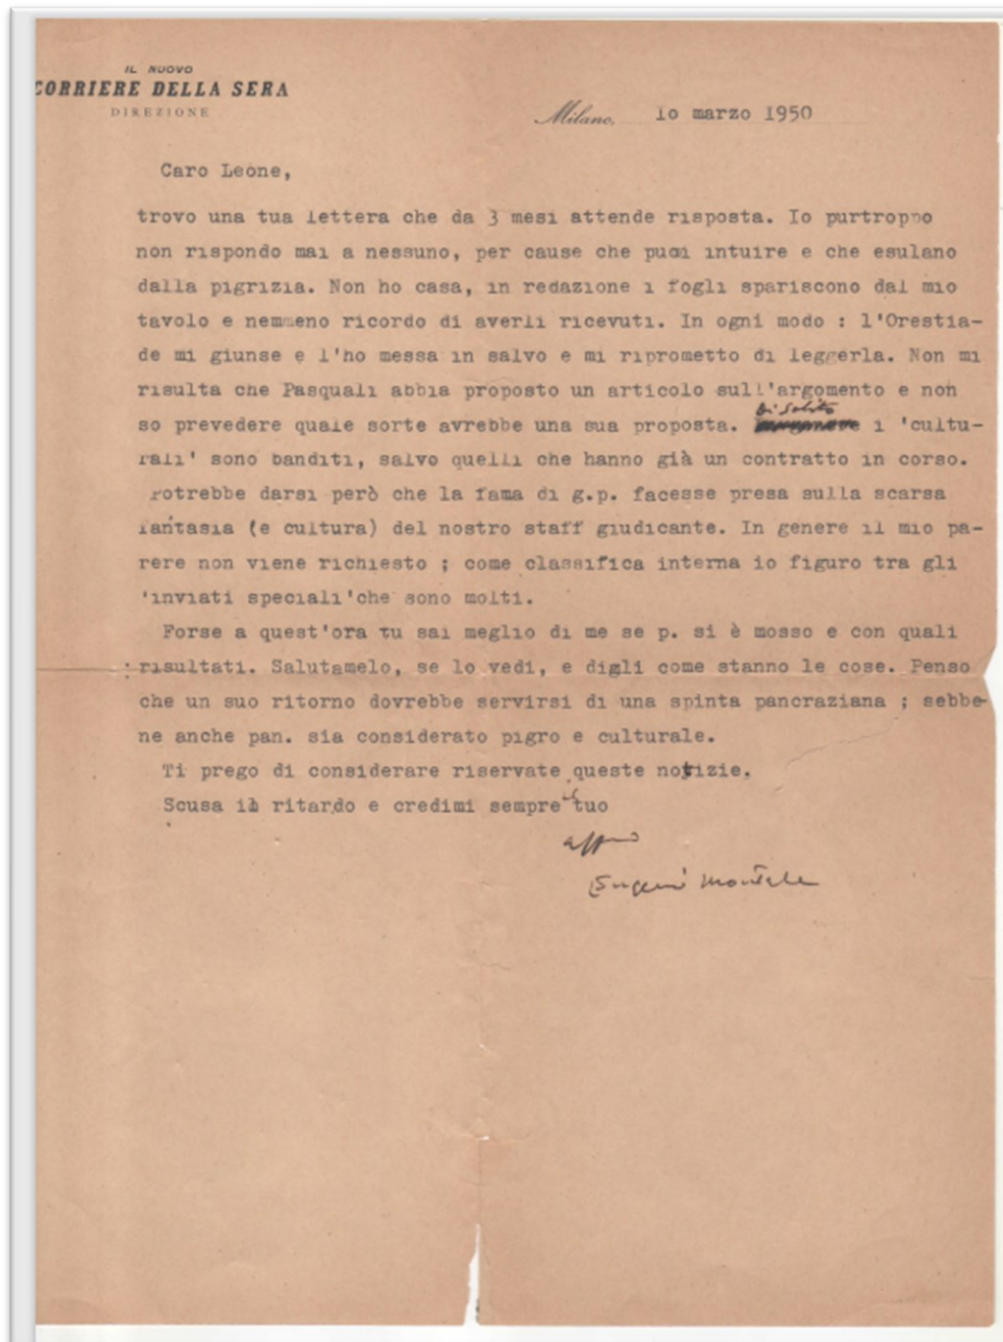 IL NUOVO
CORRIERE DELLA SERA
DIREZIONE
Milano, 10 marzo 1950
Caro Leone,
trovo una tua lettera che da 3 mesi attende risposta. Io purtroppo
non rispondo mai a nessuno, per cause che puoi intuire e che esulano
dalla pigrizia. Non ho casa, in redazione i fogli spariscono dal mio
tavolo e nemmeno ricordo di averli ricevuti. In ogni modo : l'Orestia-
de mi giunse e l'ho messa in salvo e mi riprometto di leggerla. Non mi
risulta che Pasquali abbia proposto un articolo sull'argomento e non
so prevedere quale sorte avrebbe una sua proposta. Di solito i 'cultu-
rali' sono banditi, salvo quelli che hanno già un contratto in corso.
Potrebbe darsi però che la fama di g.p. facesse presa sulla scarsa
fantasia (e cultura) del nostro staff giudicante. In genere il mio pa-
rere non viene richiesto ; come classifica interna io figuro tra gli
'inviati speciali'che sono molti.
Forse a quest'ora tu sai meglio di me se p. si è mosso e con quali
risultati. Salutamelo, se lo vedi, e digli come stanno le cose. Penso
che un suo ritorno dovrebbe servirsi di una spinta pancraziana ; sebbe-
ne anche pan. sia considerato pigro e culturale.
Ti prego di considerare riservate queste notizie.
Scusa il ritardo e credimi sempre il tuo
aff.mo
Eugenio Montale